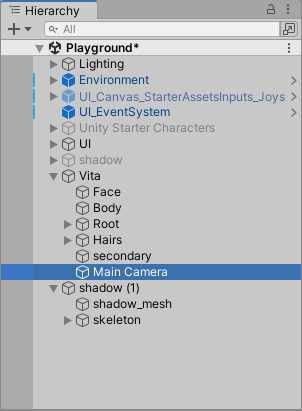 Hierarchy
All
Playground*
Lighting
Environment
UI_Canvas_StarterAssetsInputs_Joys
UI_EventSystem
Unity Starter Characters
UI
shadow
Vita
Face
Body
Root
Hairs
secondary
Main Camera
shadow (1)
shadow_mesh
skeleton